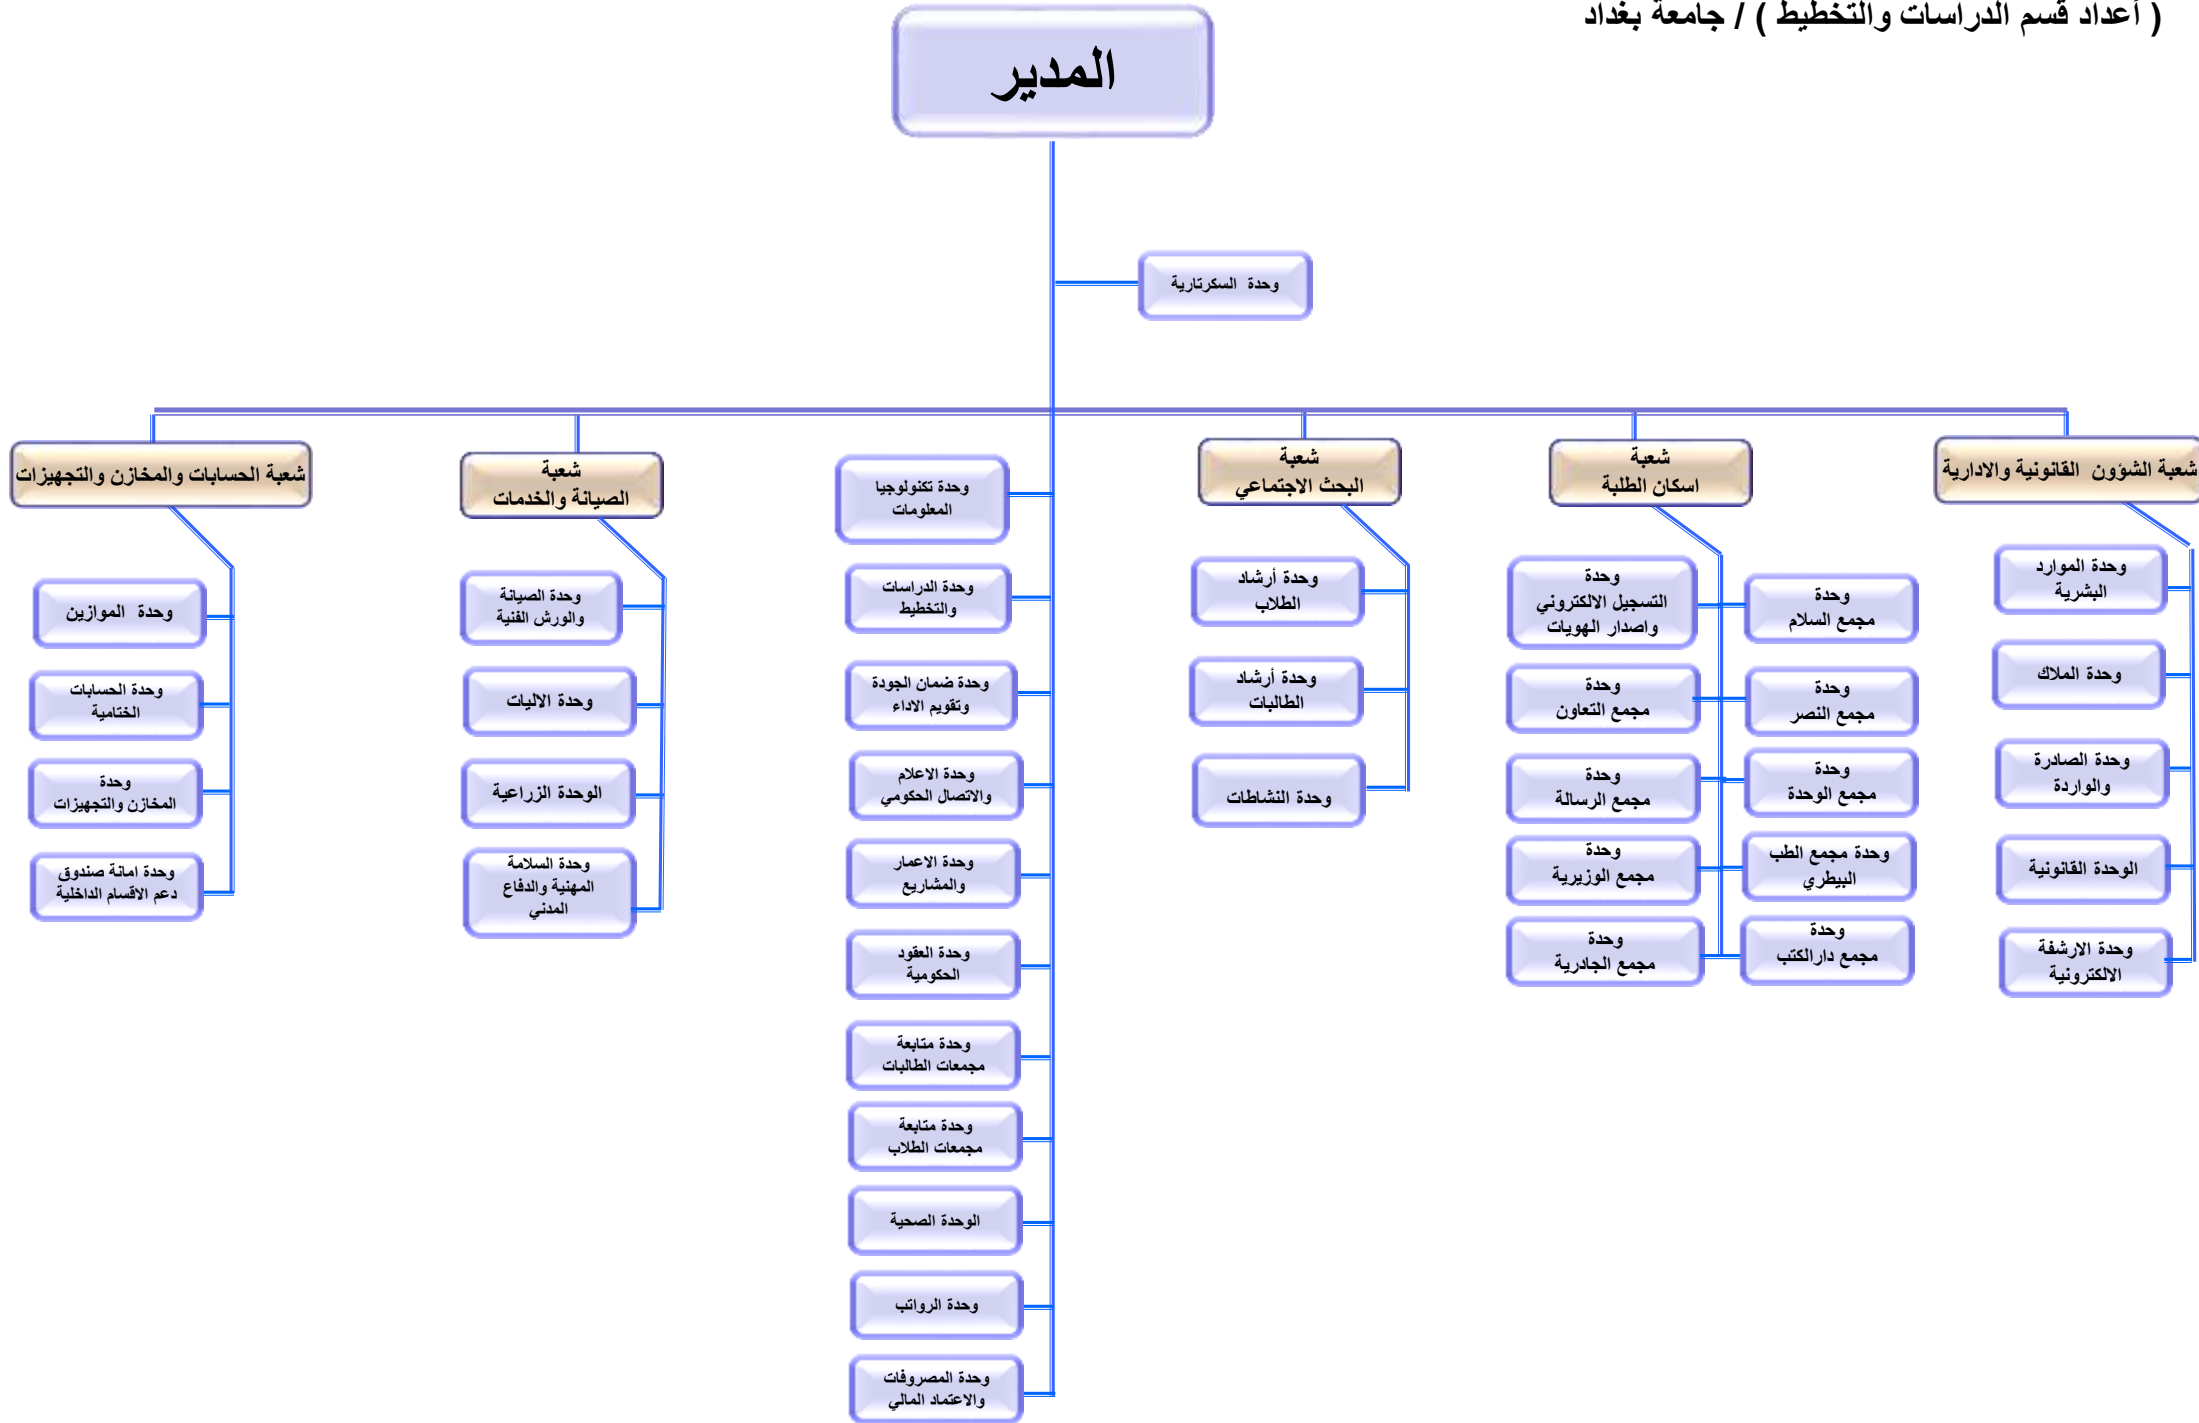 ( أعداد قسم الدراسات والتخطيط ) / جامعة بغداد
المدير
وحدة السكرتارية
شعبة الشؤون القانونية والادارية
وحدة الموارد
البشرية
وحدة الملاك
وحدة الصادرة
والواردة
الوحدة القانونية
وحدة الارشفة
الالكترونية
شعبة
اسكان الطلبة
وحدة
مجمع السلام
وحدة
مجمع النصر
وحدة
مجمع الوحدة
وحدة مجمع الطب
البيطري
وحدة
مجمع دارالكتب
وحدة
التسجيل الالكتروني
واصدار الهويات
وحدة
مجمع التعاون
وحدة
مجمع الرسالة
وحدة
مجمع الوزيرية
وحدة
مجمع الجادرية
شعبة
البحث الاجتماعي
وحدة أرشاد
الطلاب
وحدة أرشاد
الطالبات
وحدة النشاطات
وحدة تكنولوجيا
المعلومات
وحدة الدراسات
والتخطيط
وحدة ضمان الجودة
وتقويم الاداء
وحدة الاعلام
والاتصال الحكومي
وحدة الاعمار
والمشاريع
وحدة العقود
الحكومية
وحدة متابعة
مجمعات الطالبات
وحدة متابعة
مجمعات الطلاب
الوحدة الصحية
وحدة الرواتب
وحدة المصروفات
والاعتماد المالي
شعبة
الصيانة والخدمات
وحدة الصيانة
والورش الفنية
وحدة الاليات
الوحدة الزراعية
وحدة السلامة
المهنية والدفاع
المدني
شعبة الحسابات والمخازن والتجهيزات
وحدة الموازين
وحدة الحسابات
الختامية
وحدة
المخازن والتجهيزات
وحدة امانة صندوق
دعم الاقسام الداخلية